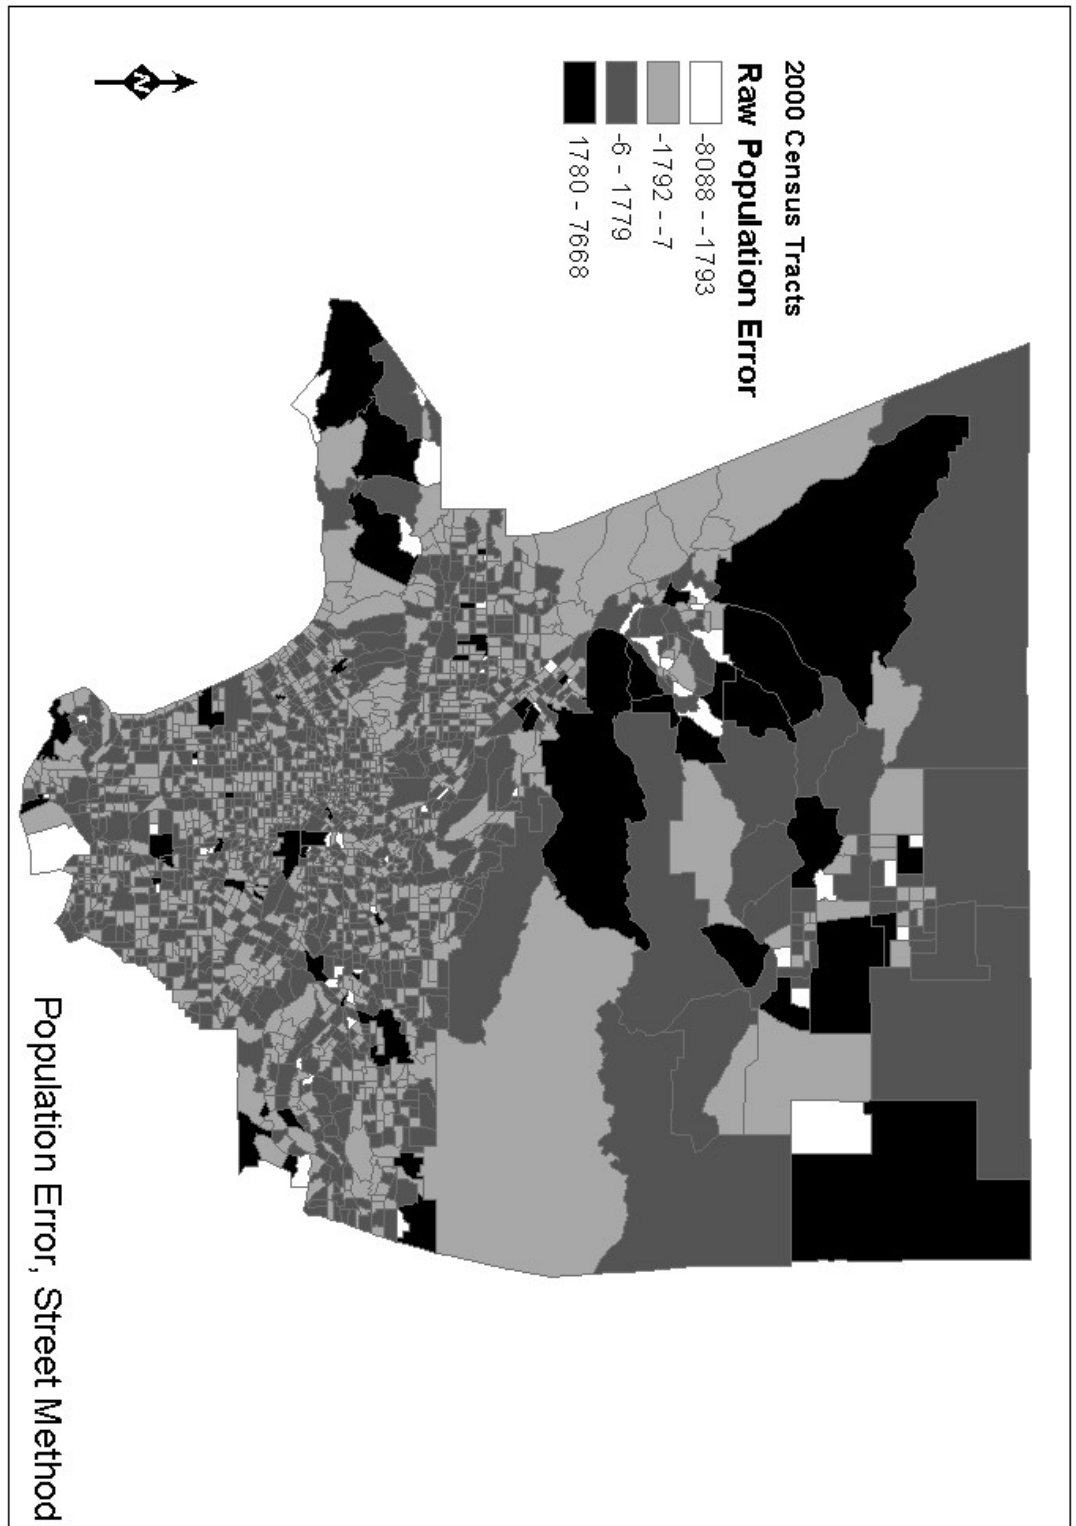 2000 Census Tracts
Raw Population Error
-8088 - -1793
-1792 - -7
-6 - 1779
1780 - 7668
N
Population Error, Street Method